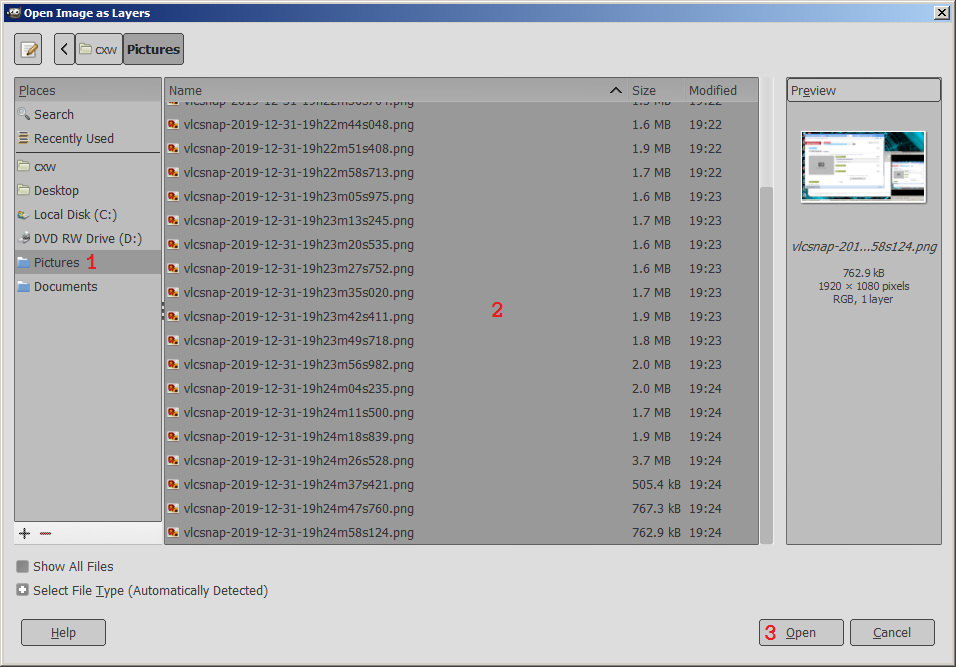 Open Image as Layers
cxw Pictures
Places
Search
Recently Used
cxw
Desktop
Local Disk (C:)
DVD RW Drive (D:)
Pictures 1
Documents
Name Size Modified
vlcsnap-2019-12-31-19h22m44s048.png 1.6 MB 19:22
vlcsnap-2019-12-31-19h22m51s408.png 1.9 MB 19:22
vlcsnap-2019-12-31-19h22m58s713.png 1.7 MB 19:22
vlcsnap-2019-12-31-19h23m05s975.png 1.6 MB 19:23
vlcsnap-2019-12-31-19h23m13s245.png 1.7 MB 19:23
vlcsnap-2019-12-31-19h23m20s535.png 1.6 MB 19:23
vlcsnap-2019-12-31-19h23m27s752.png 1.6 MB 19:23
vlcsnap-2019-12-31-19h23m35s020.png 1.7 MB 19:23
vlcsnap-2019-12-31-19h23m42s411.png 1.9 MB 19:23
vlcsnap-2019-12-31-19h23m49s718.png 1.8 MB 19:23
vlcsnap-2019-12-31-19h23m56s982.png 2.0 MB 19:23
vlcsnap-2019-12-31-19h24m04s235.png 2.0 MB 19:24
vlcsnap-2019-12-31-19h24m11s500.png 1.7 MB 19:24
vlcsnap-2019-12-31-19h24m18s839.png 1.9 MB 19:24
vlcsnap-2019-12-31-19h24m26s528.png 3.7 MB 19:24
vlcsnap-2019-12-31-19h24m37s421.png 505.4 kB 19:24
vlcsnap-2019-12-31-19h24m47s760.png 767.3 kB 19:24
vlcsnap-2019-12-31-19h24m58s124.png 762.9 kB 19:24
2
Preview
vlcsnap-201...58s124.png
762.9 kB
1920 × 1080 pixels
RGB, 1 layer
Show All Files
Select File Type (Automatically Detected)
Help 3 Open Cancel